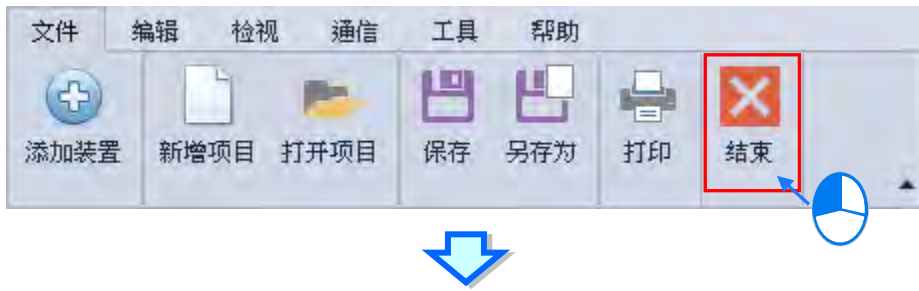 文件 编辑 检视 通信 工具 帮助
添加装置 新增项目 打开项目 保存 另存为 打印 结束